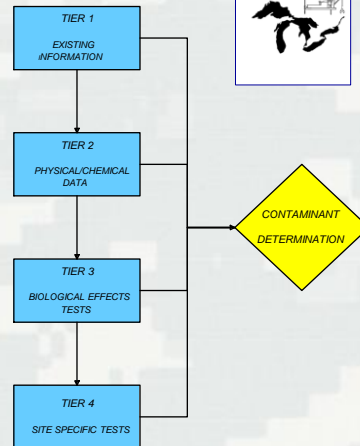 TIER 1
EXISTING
INFORMATION
TIER 2
PHYSICAL/CHEMICAL
DATA
TIER 3
BIOLOGICAL EFFECTS
TESTS
TIER 4
SITE SPECIFIC TESTS
CONTAMINANT
DETERMINATION